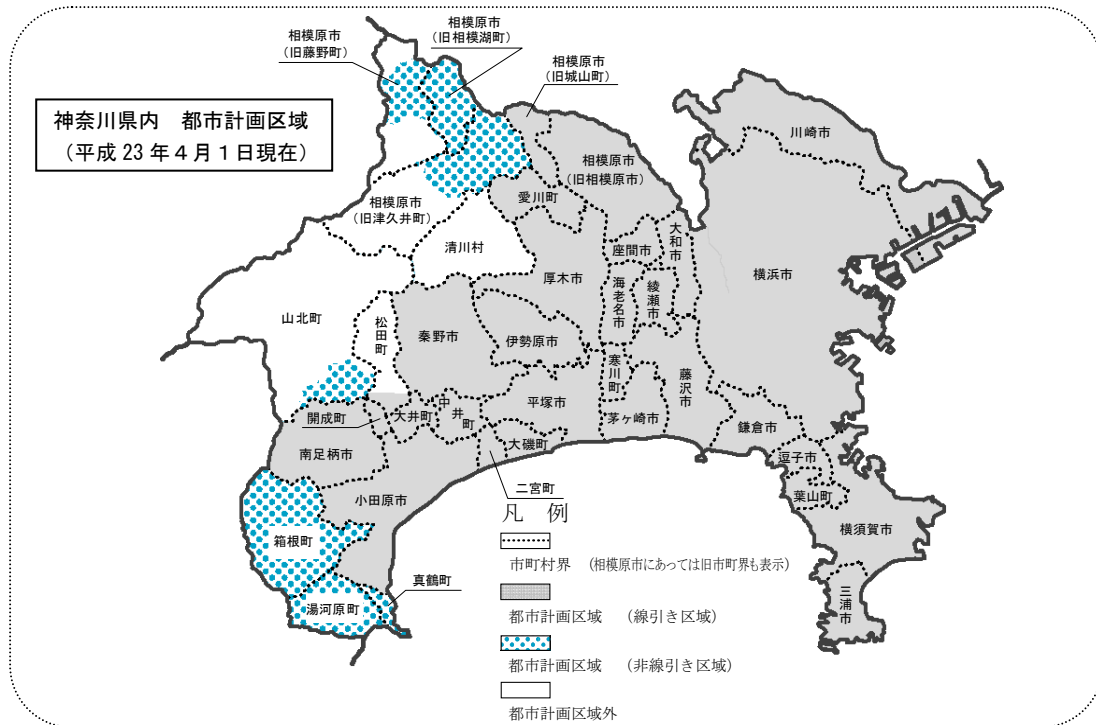 相模原市
(旧藤野町)
相模原市
(旧相模湖町)
相模原市
(旧城山町)
神奈川県内 都市計画区域
(平成 23 年4月1日現在)
川崎市
相模原市
(旧相模原市)
愛川町
相模原市
(旧津久井町)
大和市
清川村
座間市
横浜市
厚木市
海老名市
綾瀬市
山北町
松田町
秦野市
伊勢原市
寒川町
藤沢市
開成町
大井町
中井町
平塚市
茅ヶ崎市
鎌倉市
南足柄市
大磯町
逗子市
小田原市
二宮町
葉山町
凡 例
横須賀市
箱根町
市町村界 (相模原市にあっては旧市町界も表示)
真鶴町
三浦市
湯河原町
都市計画区域 (線引き区域)
都市計画区域 (非線引き区域)
都市計画区域外